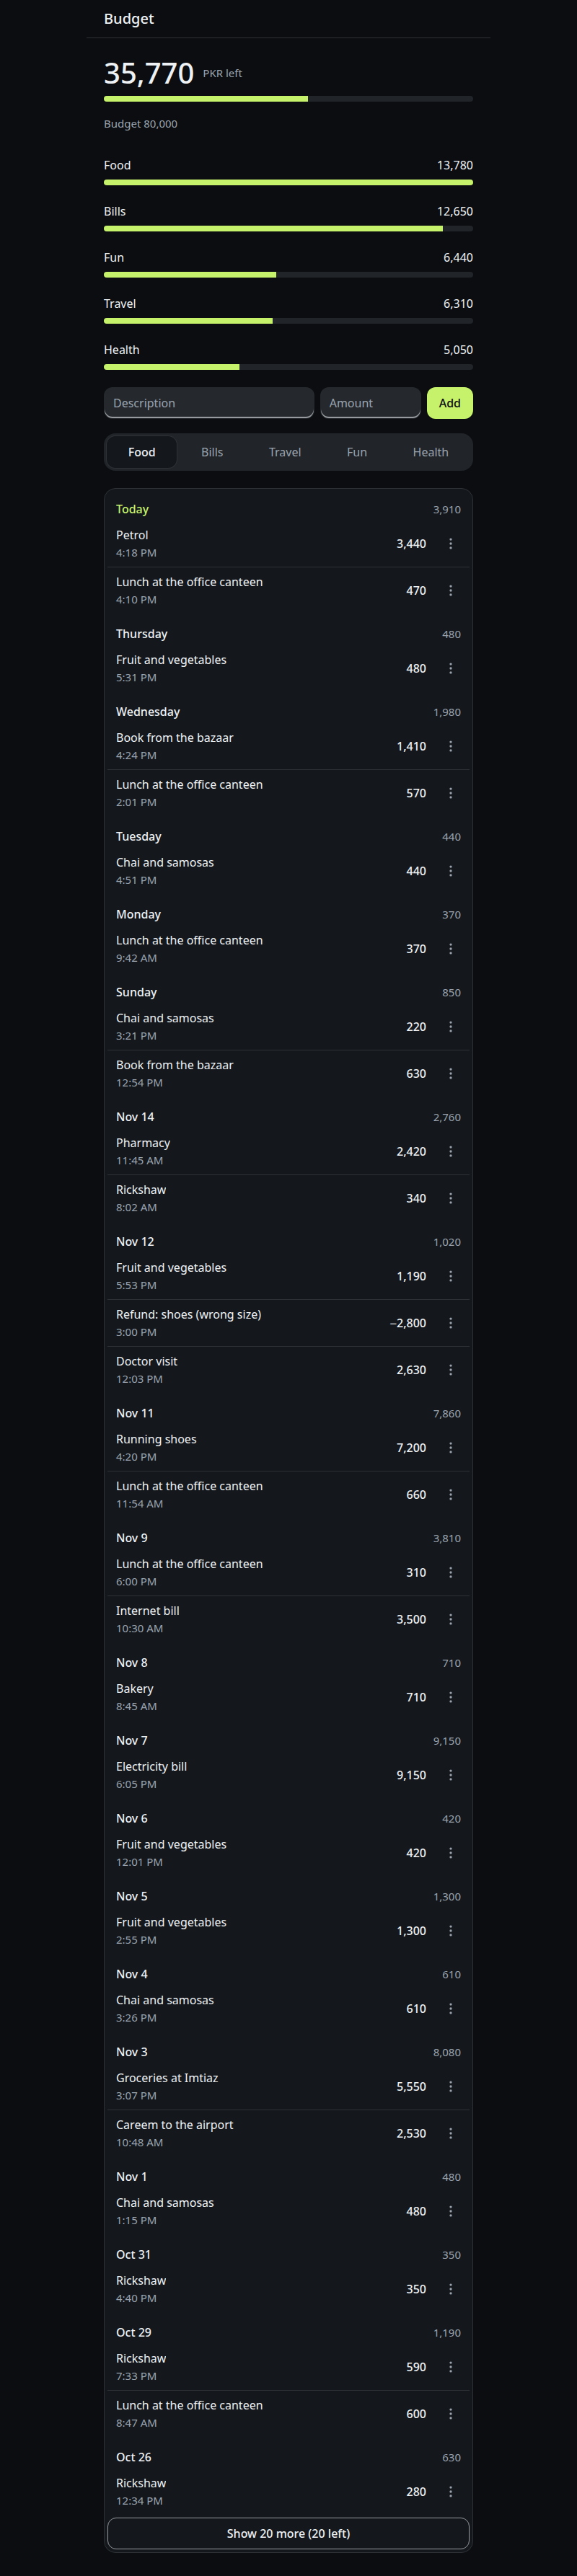 Budget
35,770 PKR left
Budget 80,000
Food 13,780
Bills 12,650
Fun 6,440
Travel 6,310
Health 5,050
Description Amount Add
Food Bills Travel Fun Health
Today 3,910
Petrol
4:18 PM
3,440
Lunch at the office canteen
4:10 PM
470
Thursday 480
Fruit and vegetables
5:31 PM
480
Wednesday 1,980
Book from the bazaar
4:24 PM
1,410
Lunch at the office canteen
2:01 PM
570
Tuesday 440
Chai and samosas
4:51 PM
440
Monday 370
Lunch at the office canteen
9:42 AM
370
Sunday 850
Chai and samosas
3:21 PM
220
Book from the bazaar
12:54 PM
630
Nov 14 2,760
Pharmacy
11:45 AM
2,420
Rickshaw
8:02 AM
340
Nov 12 1,020
Fruit and vegetables
5:53 PM
1,190
Refund: shoes (wrong size)
3:00 PM
−2,800
Doctor visit
12:03 PM
2,630
Nov 11 7,860
Running shoes
4:20 PM
7,200
Lunch at the office canteen
11:54 AM
660
Nov 9 3,810
Lunch at the office canteen
6:00 PM
310
Internet bill
10:30 AM
3,500
Nov 8 710
Bakery
8:45 AM
710
Nov 7 9,150
Electricity bill
6:05 PM
9,150
Nov 6 420
Fruit and vegetables
12:01 PM
420
Nov 5 1,300
Fruit and vegetables
2:55 PM
1,300
Nov 4 610
Chai and samosas
3:26 PM
610
Nov 3 8,080
Groceries at Imtiaz
3:07 PM
5,550
Careem to the airport
10:48 AM
2,530
Nov 1 480
Chai and samosas
1:15 PM
480
Oct 31 350
Rickshaw
4:40 PM
350
Oct 29 1,190
Rickshaw
7:33 PM
590
Lunch at the office canteen
8:47 AM
600
Oct 26 630
Rickshaw
12:34 PM
280
Show 20 more (20 left)